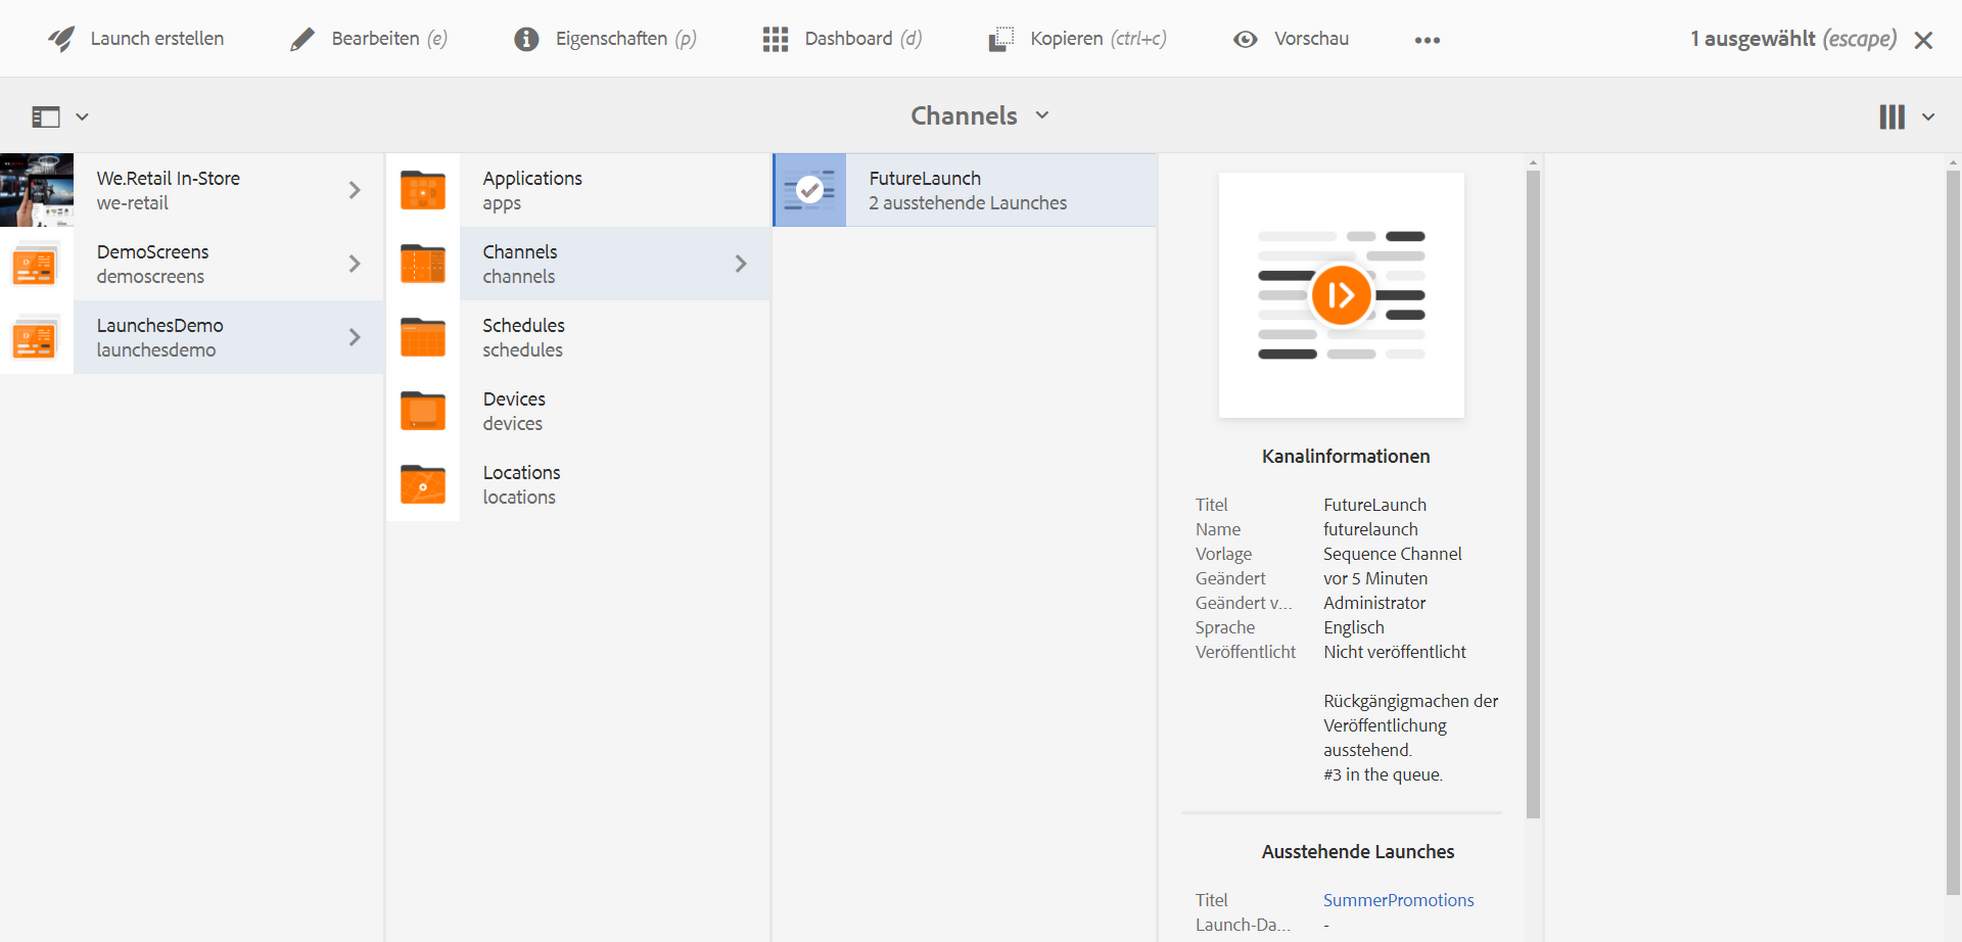 Launch erstellen
Bearbeiten (e)
Eigenschaften (p)
Dashboard (d)
Kopieren (ctrl+c)
Vorschau
1 ausgewählt (escape)
Channels
We.Retail In-Store
we-retail
DemoScreens
demoscreens
LaunchesDemo
launchesdemo
Applications
apps
Channels
channels
Schedules
schedules
Devices
devices
Locations
locations
FutureLaunch
2 ausstehende Launches
Kanalinformationen
Titel FutureLaunch
Name futurelaunch
Vorlage Sequence Channel
Geändert vor 5 Minuten
Geändert v... Administrator
Sprache Englisch
Veröffentlicht Nicht veröffentlicht
Rückgängigmachen der
Veröffentlichung
ausstehend.
#3 in the queue.
Ausstehende Launches
Titel SummerPromotions
Launch-Da... -